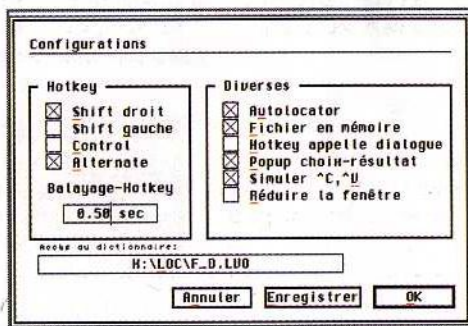 Configurations
Hotkey
Shift droit
Shift gauche
Control
Alternate
Balayage-Hotkey
0.50 sec
Diverses
Autolocator
Fichier en mémoire
Hotkey appelle dialogue
Popup choix-résultat
Simuler ^C,^V
Réduire la fenêtre
Accès au dictionnaire:
H:\LOC\F_D.LUO
Annuler
Enregistrer
OK